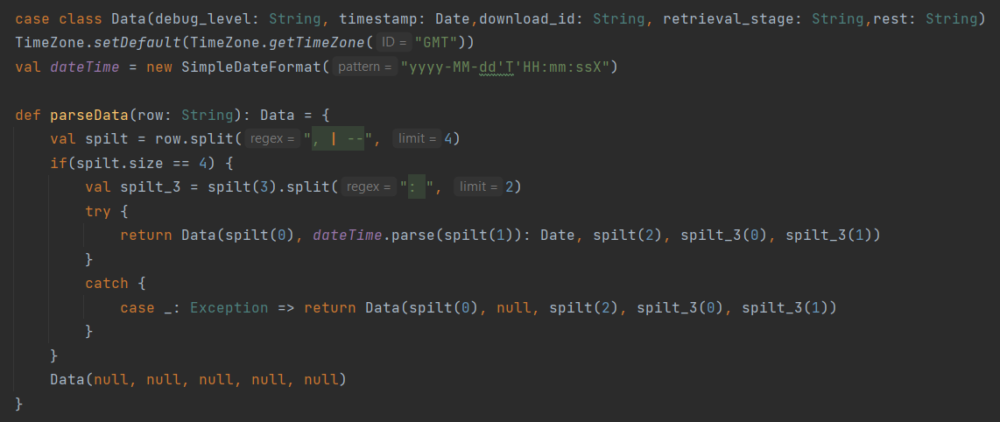 case class Data(debug_level: String, timestamp: Date,download_id: String, retrieval_stage: String,rest: String)
TimeZone.setDefault(TimeZone.getTimeZone( ID = "GMT"))
val dateTime = new SimpleDateFormat( pattern = "yyyy-MM-dd'T'HH:mm:ssX")
def parseData(row: String): Data = {
val spilt = row.split( regex = ", | --", limit = 4)
if(spilt.size == 4) {
val spilt_3 = spilt(3).split( regex = ": ", limit = 2)
try {
return Data(spilt(0), dateTime.parse(spilt(1)): Date, spilt(2), spilt_3(0), spilt_3(1))
}
catch {
case _: Exception => return Data(spilt(0), null, spilt(2), spilt_3(0), spilt_3(1))
}
}
Data(null, null, null, null, null)
}